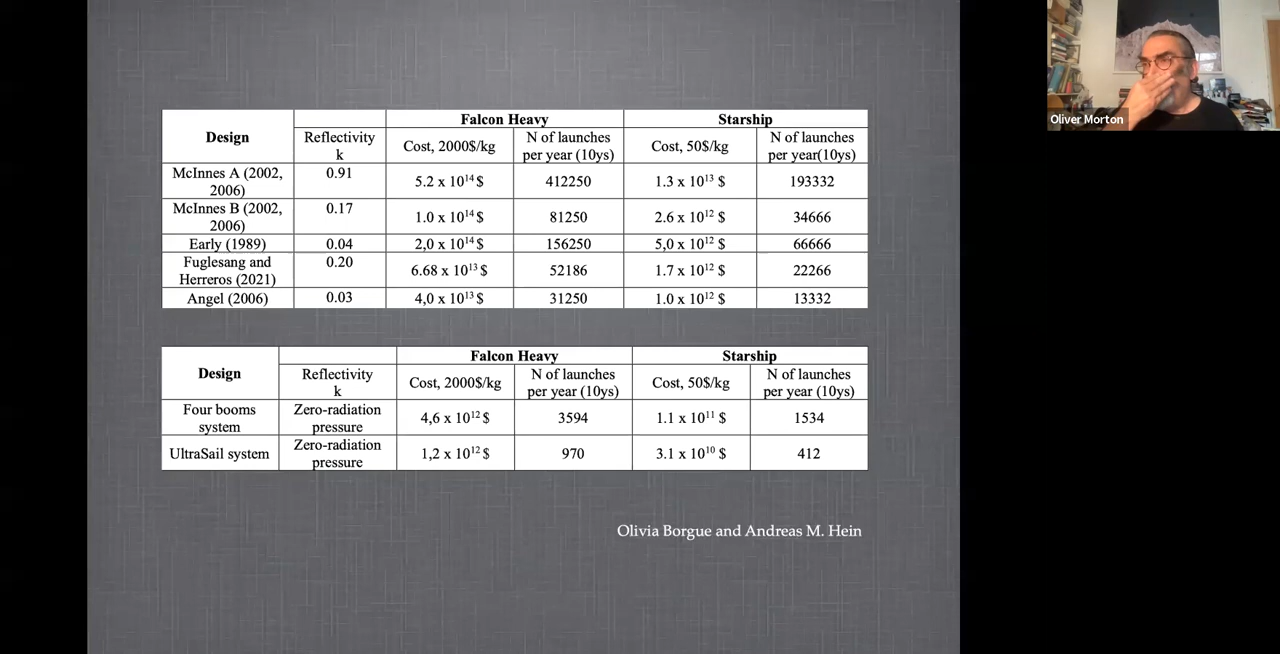 Falcon Heavy Starship
Design Reflectivity k Cost, 2000$/kg N of launches per year (10ys) Cost, 50$/kg N of launches per year(10ys)
McInnes A (2002, 2006) 0.91 5.2 x 10¹⁴ $ 412250 1.3 x 10¹³ $ 193332
McInnes B (2002, 2006) 0.17 1.0 x 10¹⁴ $ 81250 2.6 x 10¹² $ 34666
Early (1989) 0.04 2,0 x 10¹⁴ $ 156250 5,0 x 10¹² $ 66666
Fuglesang and Herreros (2021) 0.20 6.68 x 10¹³ $ 52186 1.7 x 10¹² $ 22266
Angel (2006) 0.03 4,0 x 10¹³ $ 31250 1.0 x 10¹² $ 13332
Falcon Heavy Starship
Design Reflectivity k Cost, 2000$/kg N of launches per year (10ys) Cost, 50$/kg N of launches per year (10ys)
Four booms system Zero-radiation pressure 4,6 x 10¹² $ 3594 1.1 x 10¹¹ $ 1534
UltraSail system Zero-radiation pressure 1,2 x 10¹² $ 970 3.1 x 10¹⁰ $ 412
Olivia Borgue and Andreas M. Hein
Oliver Morton